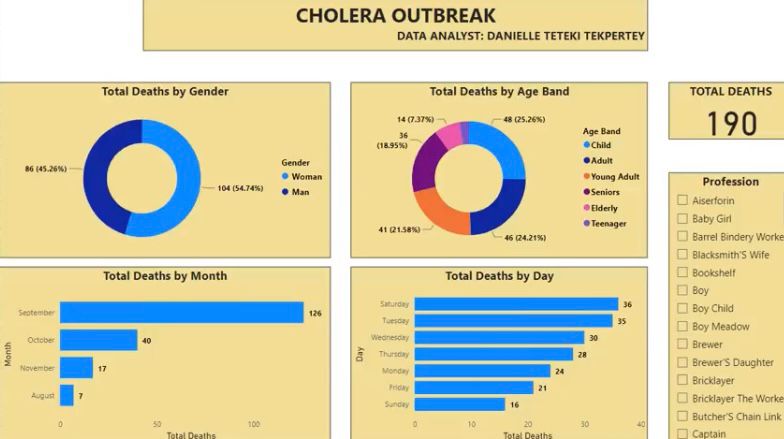 CHOLERA OUTBREAK
DATA ANALYST: DANIELLE TETEKI TEKPERTEY
Total Deaths by Gender
86 (45.26%)
104 (54.74%)
Gender
Woman
Man
Total Deaths by Age Band
14 (7.37%)
48 (25.26%)
36
(18.95%)
41 (21.58%)
46 (24.21%)
Age Band
Child
Adult
Young Adult
Seniors
Elderly
Teenager
TOTAL DEATHS
190
Total Deaths by Month
Month
September 126
October 40
November 17
August 7
0 50 100
Total Deaths
Total Deaths by Day
Day
Saturday 36
Tuesday 35
Wednesday 30
Thursday 28
Monday 24
Friday 21
Sunday 16
0 10 20 30 40
Total Deaths
Profession
Aiserforin
Baby Girl
Barrel Bindery Worke
Blacksmith'S Wife
Bookshelf
Boy
Boy Child
Boy Meadow
Brewer
Brewer'S Daughter
Bricklayer
Bricklayer The Worke
Butcher'S Chain Link
Captain